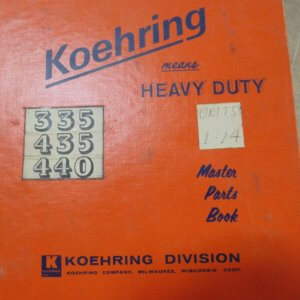 Koehring
means
HEAVY DUTY
335
435
440
UNITS
1-14
Master
Parts
Book
K
KOEHRING DIVISION
KOEHRING COMPANY, MILWAUKEE, WISCONSIN 53201